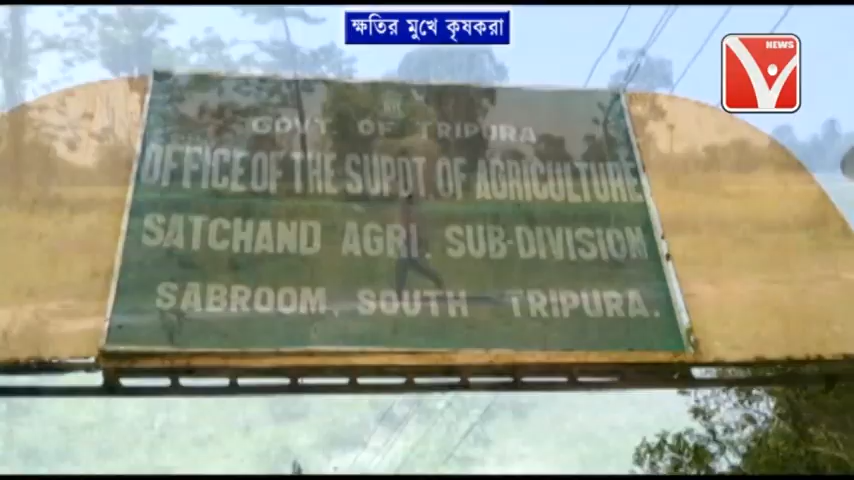 ক্ষতির মুখে কৃষকরা
NEWS
GOVT OF TRIPURA
OFFICE OF THE SUPDT OF AGRICULTURE
SATCHAND AGRI. SUB-DIVISION
SABROOM, SOUTH TRIPURA.